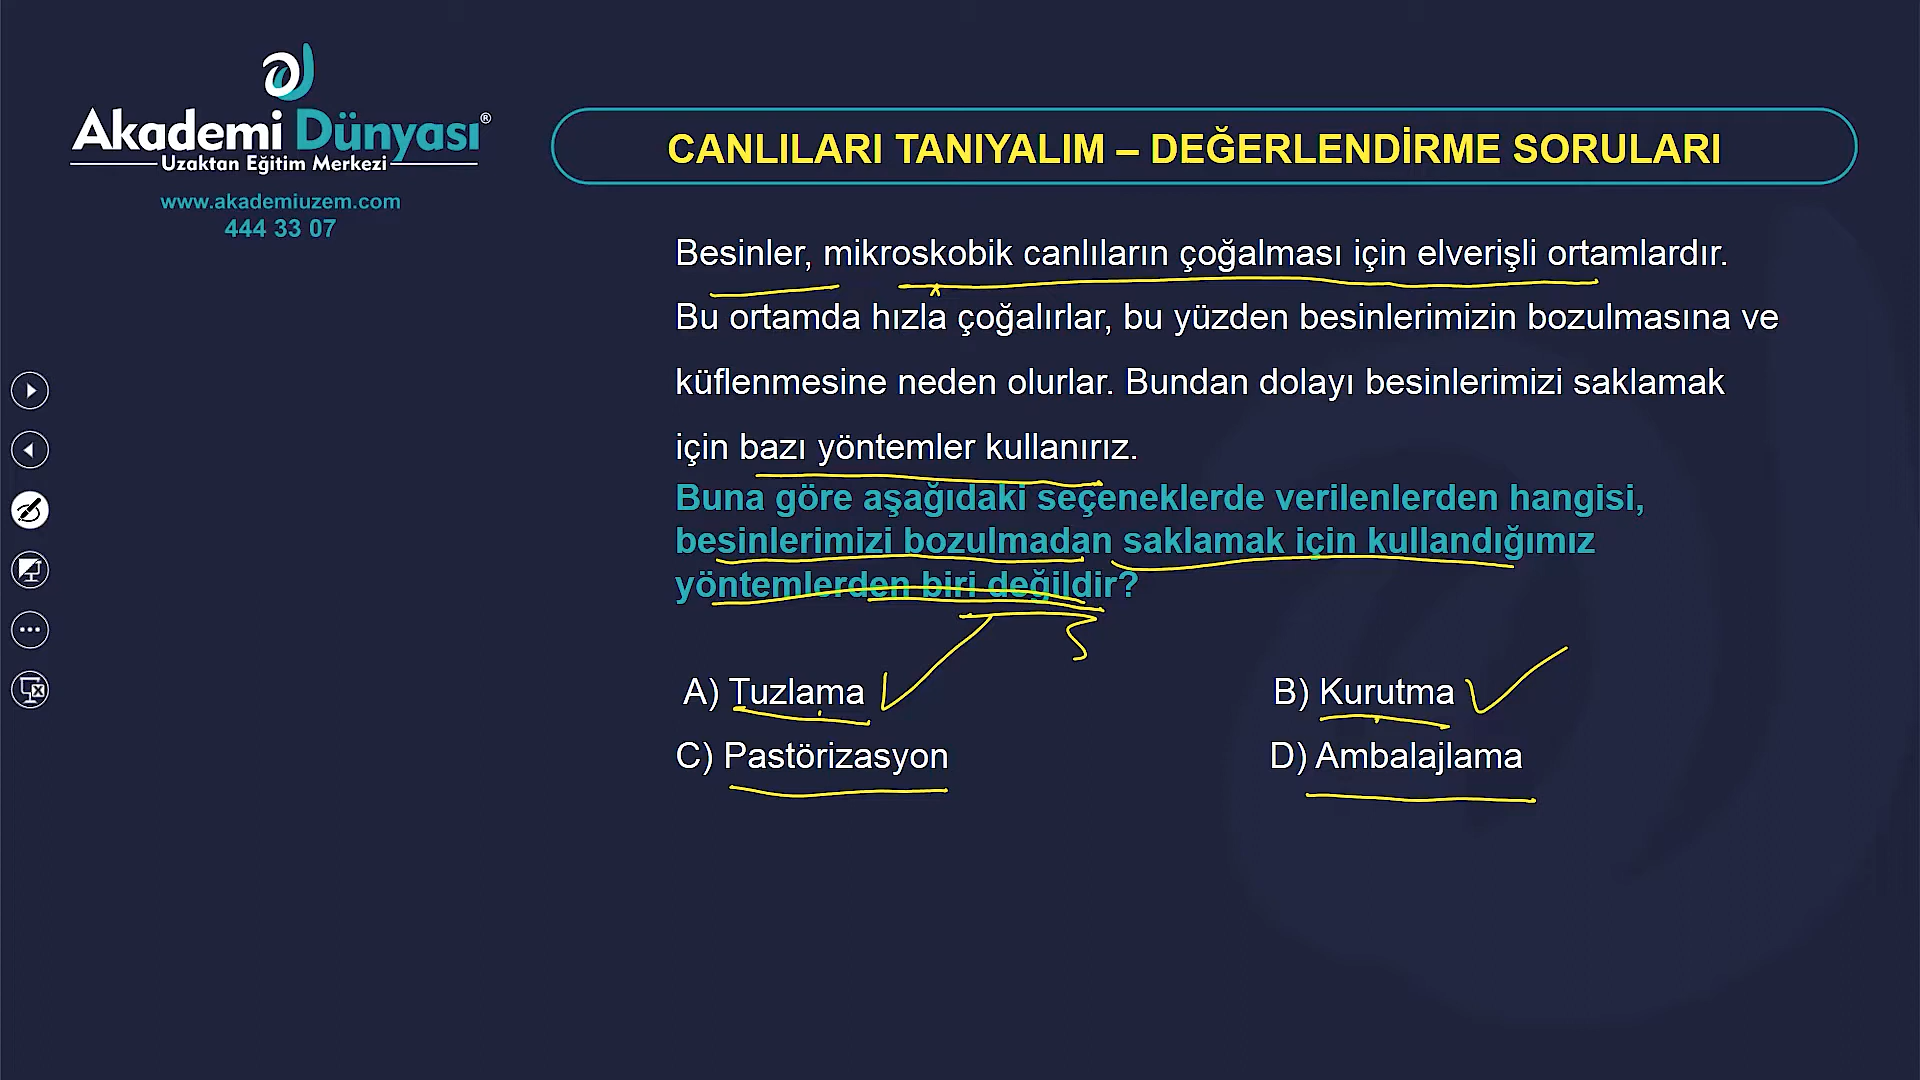 Akademi Dünyası®
Uzaktan Eğitim Merkezi
www.akademiuzem.com
444 33 07
CANLILARI TANIYALIM – DEĞERLENDİRME SORULARI
Besinler, mikroskobik canlıların çoğalması için elverişli ortamlardır.
Bu ortamda hızla çoğalırlar, bu yüzden besinlerimizin bozulmasına ve
küflenmesine neden olurlar. Bundan dolayı besinlerimizi saklamak
için bazı yöntemler kullanırız.
Buna göre aşağıdaki seçeneklerde verilenlerden hangisi,
besinlerimizi bozulmadan saklamak için kullandığımız
yöntemlerden biri değildir?
A) Tuzlama
B) Kurutma
C) Pastörizasyon
D) Ambalajlama